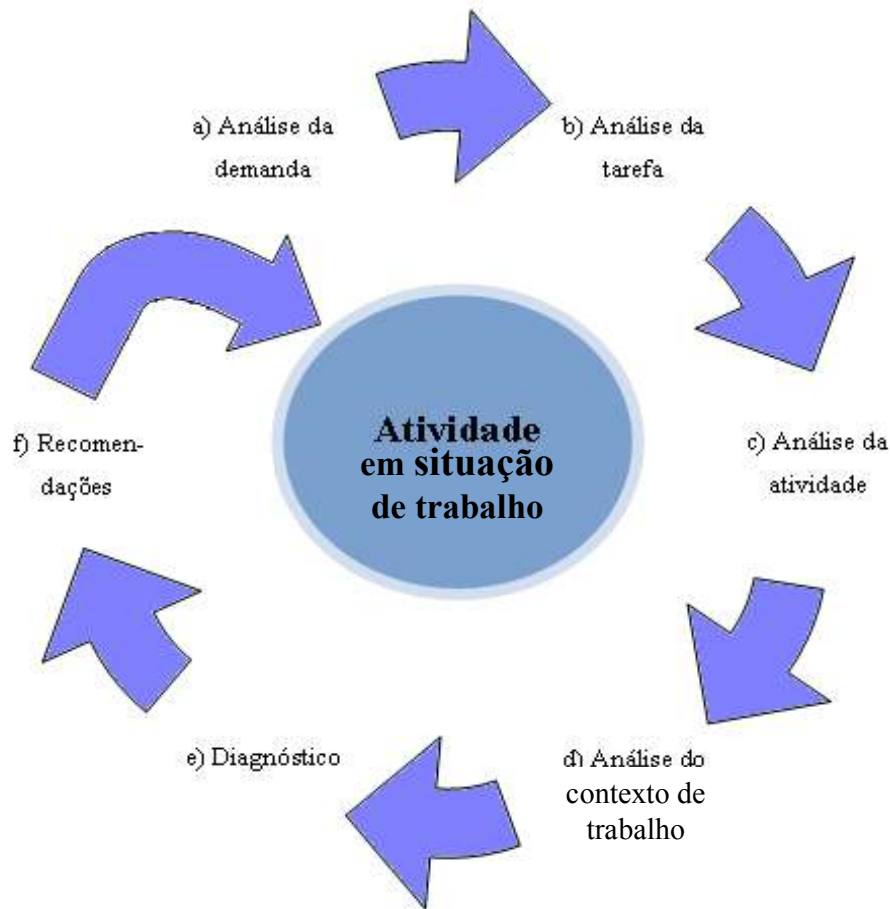 a) Análise da
demanda
b) Análise da
tarefa
c) Análise da
atividade
d) Análise do
contexto de
trabalho
e) Diagnóstico
f) Recomen-
dações
Atividade
em situação
de trabalho